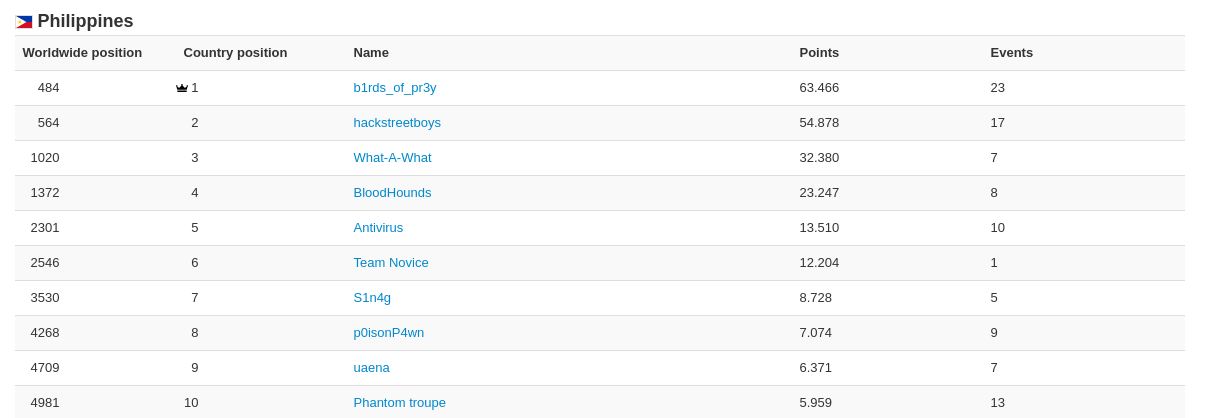 Philippines
Worldwide position Country position Name Points Events
484 1 b1rds_of_pr3y 63.466 23
564 2 hackstreetboys 54.878 17
1020 3 What-A-What 32.380 7
1372 4 BloodHounds 23.247 8
2301 5 Antivirus 13.510 10
2546 6 Team Novice 12.204 1
3530 7 S1n4g 8.728 5
4268 8 p0isonP4wn 7.074 9
4709 9 uaena 6.371 7
4981 10 Phantom troupe 5.959 13